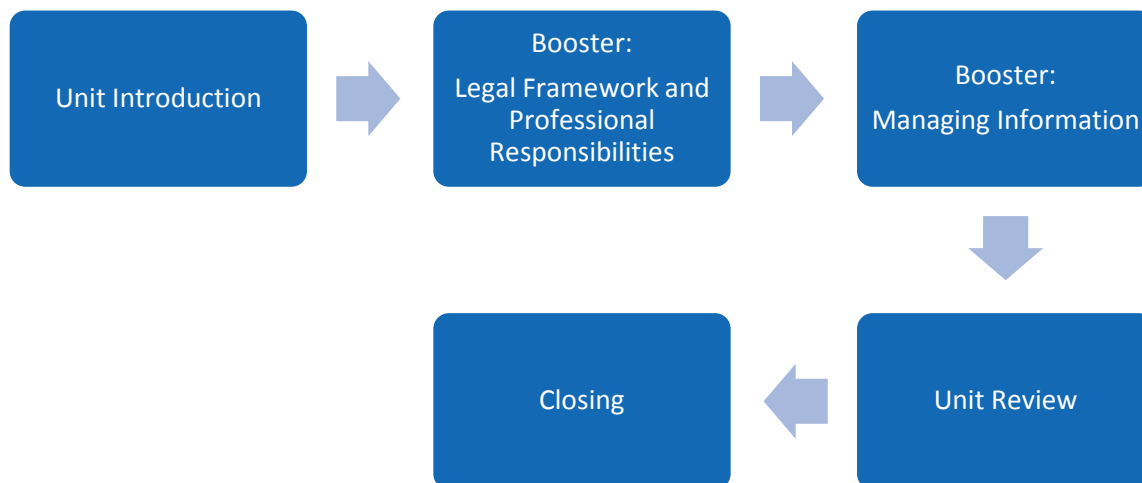 Unit Introduction
Booster:
Legal Framework and
Professional
Responsibilities
Booster:
Managing Information
Unit Review
Closing